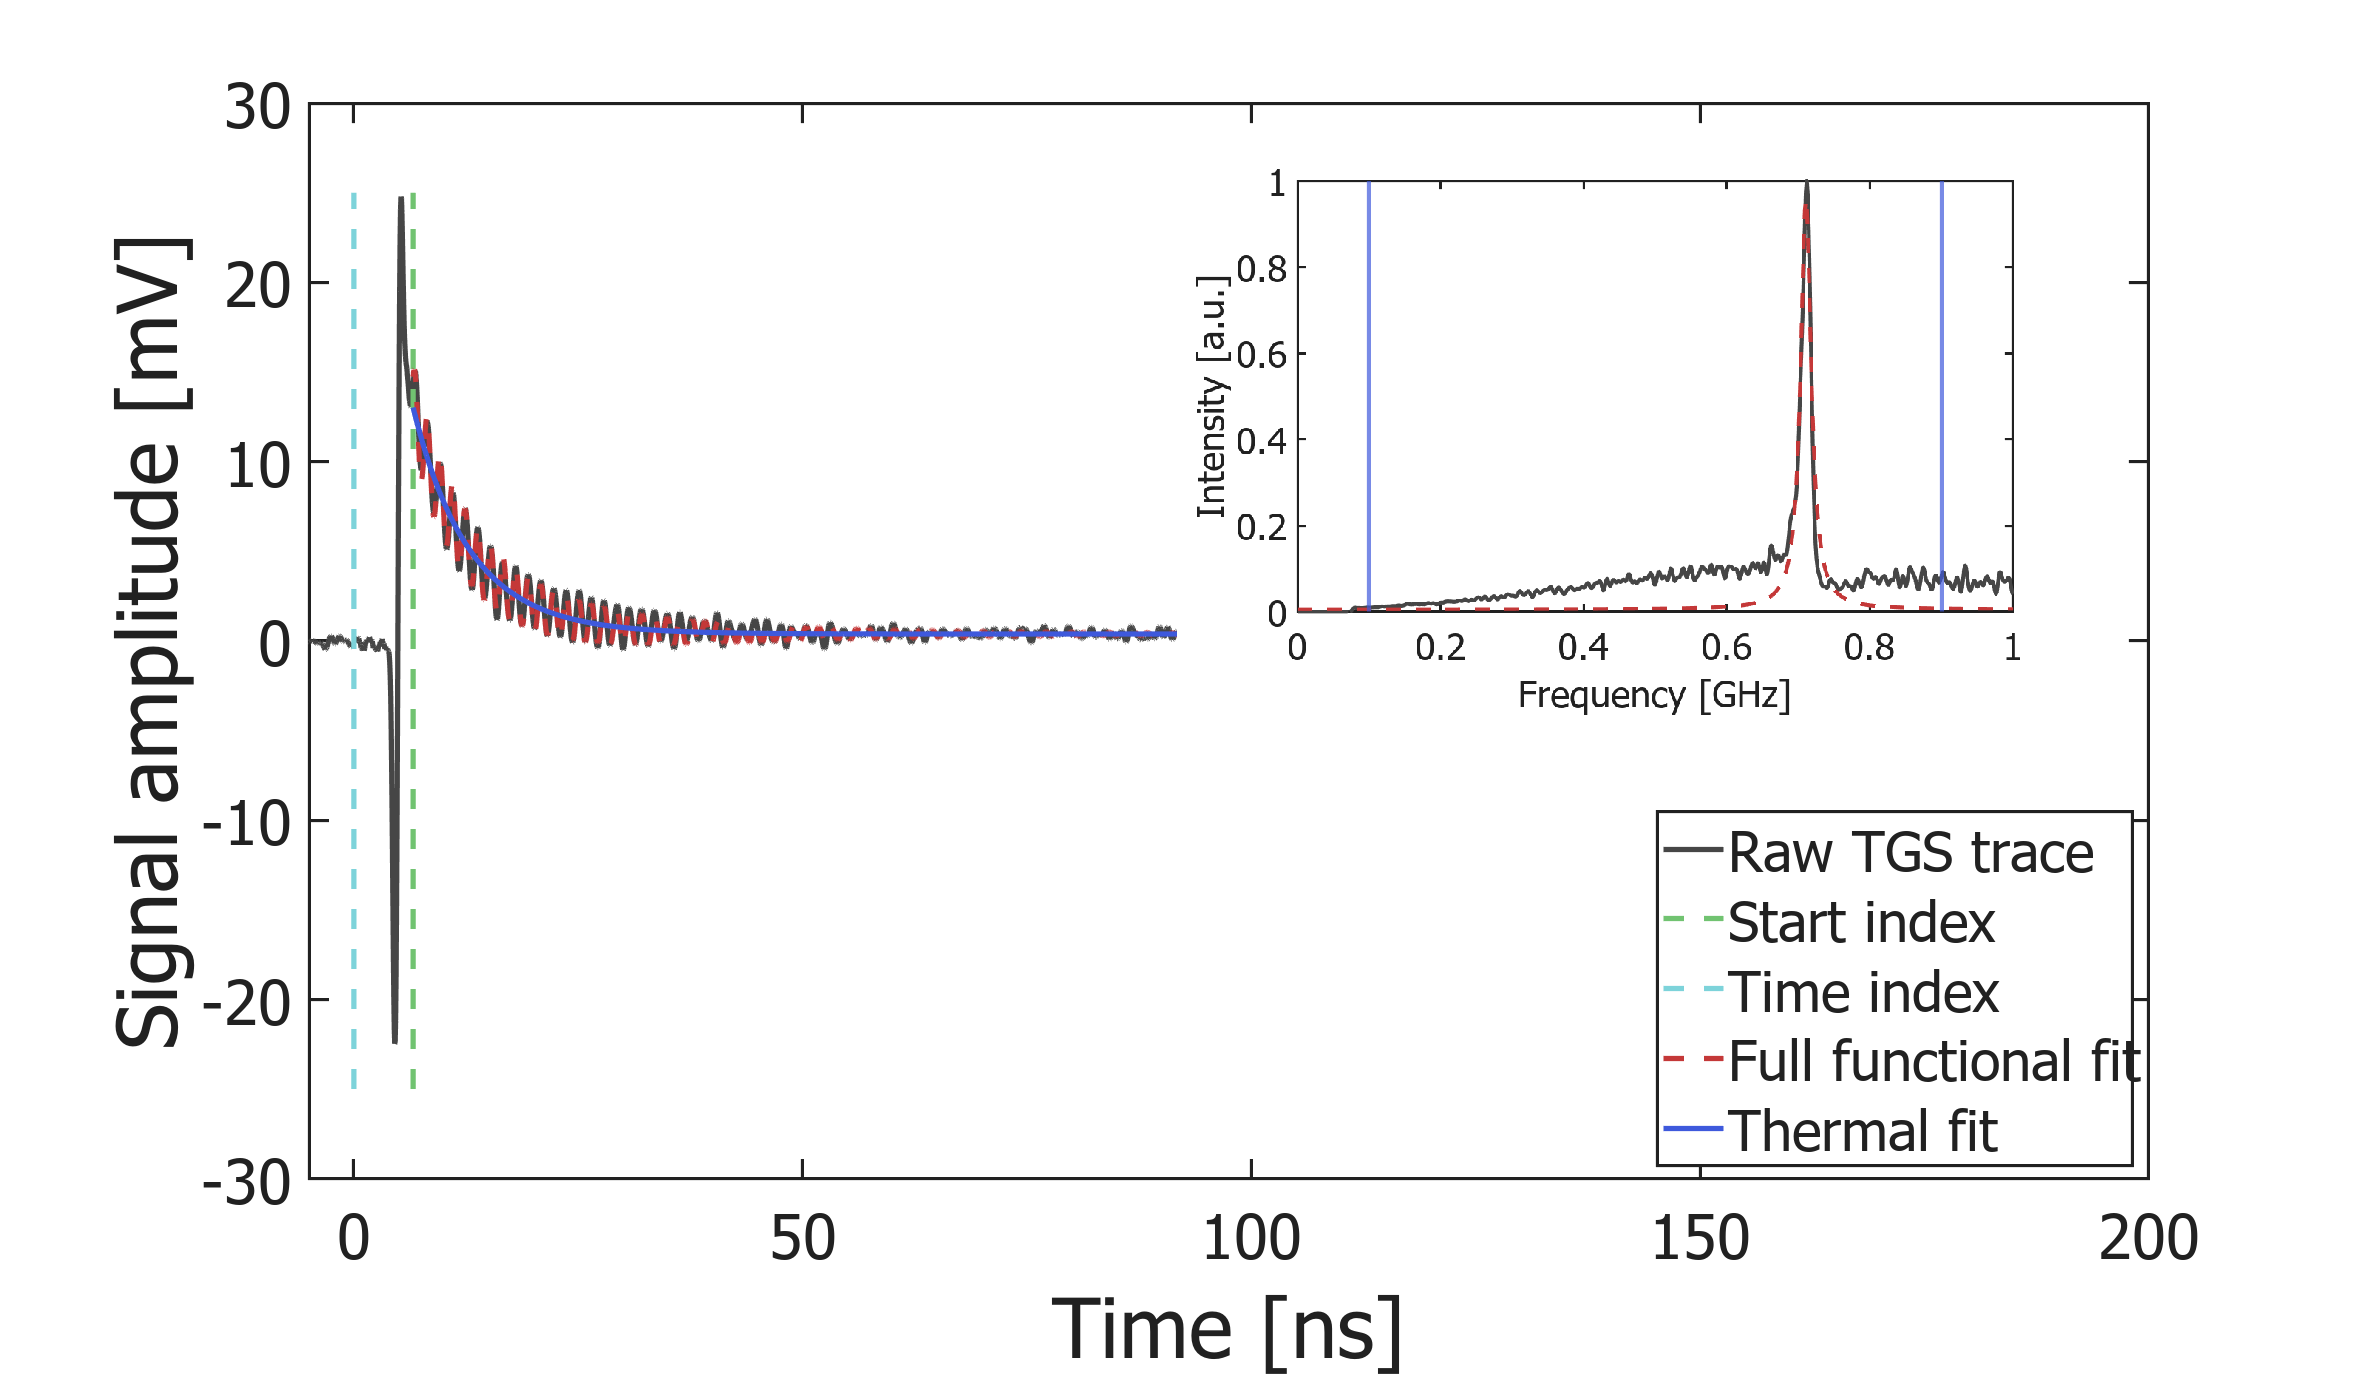 30
20
10
0
-10
-20
-30
Signal amplitude [mV]
0
50
100
150
200
Time [ns]
1
0.8
0.6
0.4
0.2
0
Intensity [a.u.]
0
0.2
0.4
0.6
0.8
1
Frequency [GHz]
Raw TGS trace
Start index
Time index
Full functional fit
Thermal fit